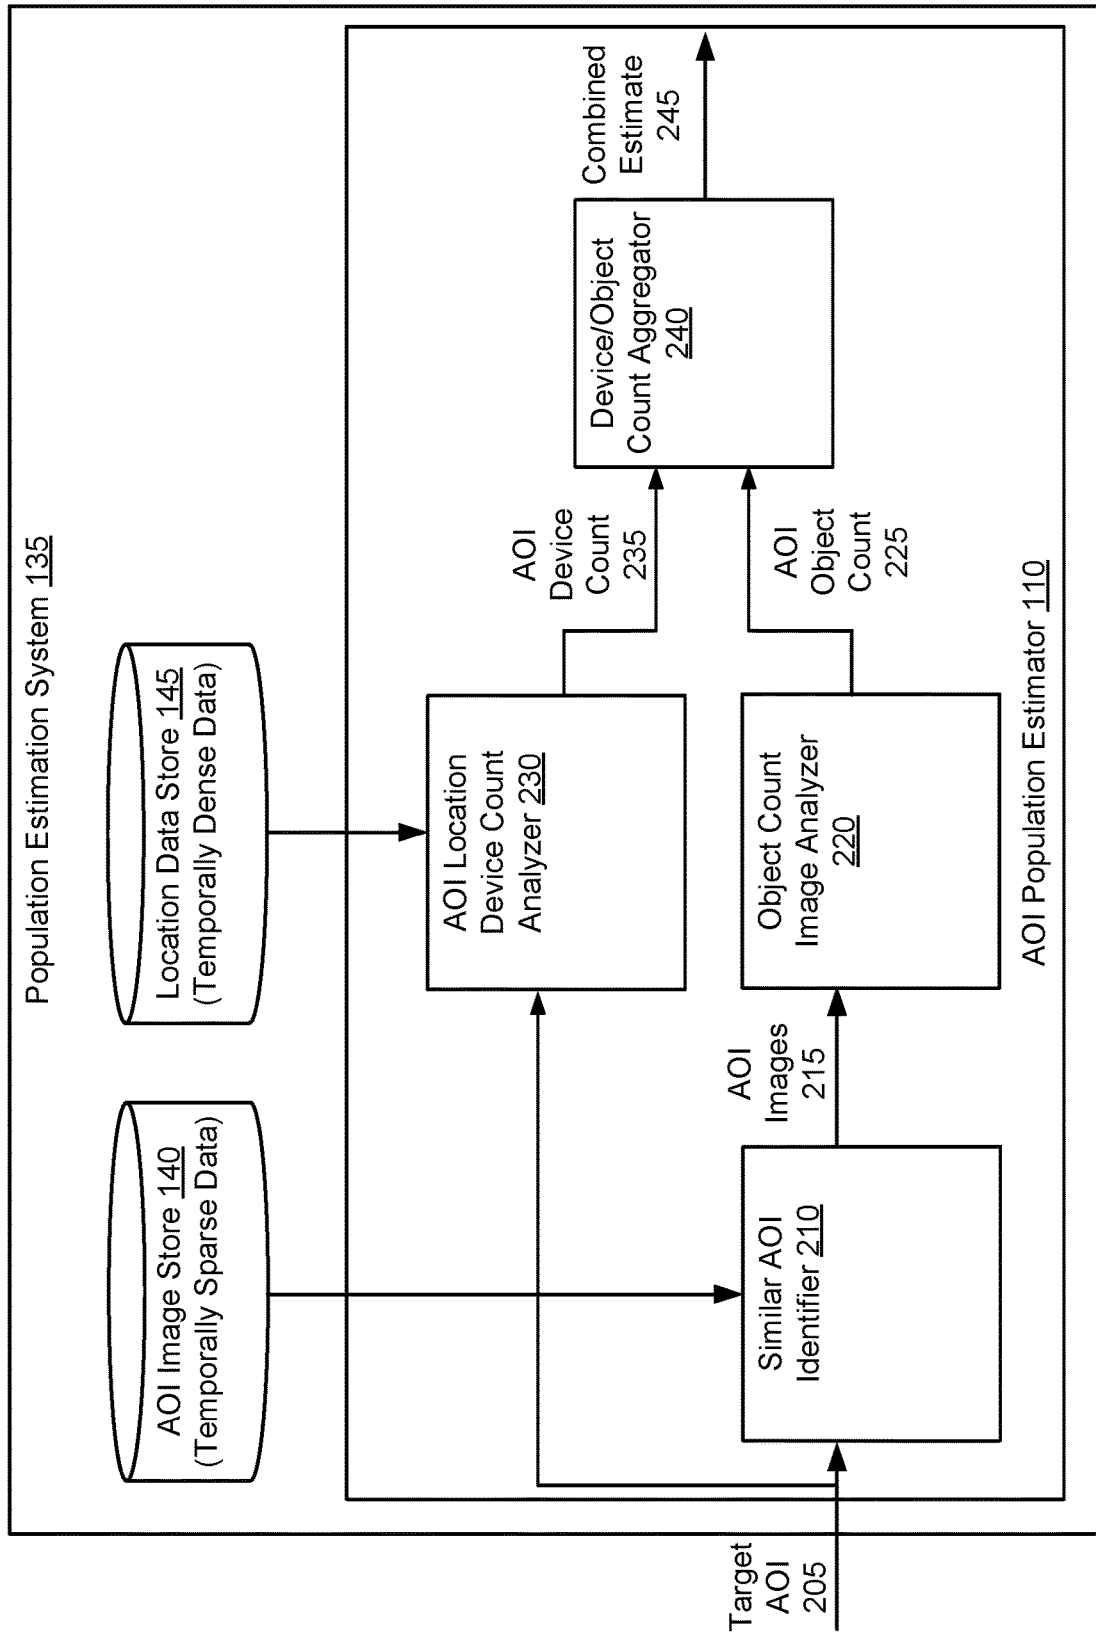 Population Estimation System 135
AOI Image Store 140
(Temporally Sparse Data)
Location Data Store 145
(Temporally Dense Data)
AOI Location
Device Count
Analyzer 230
AOI
Device
Count
235
Device/Object
Count Aggregator
240
Combined
Estimate
245
Target
AOI
205
Similar AOI
Identifier 210
AOI
Images
215
Object Count
Image Analyzer
220
AOI
Object
Count
225
AOI Population Estimator 110